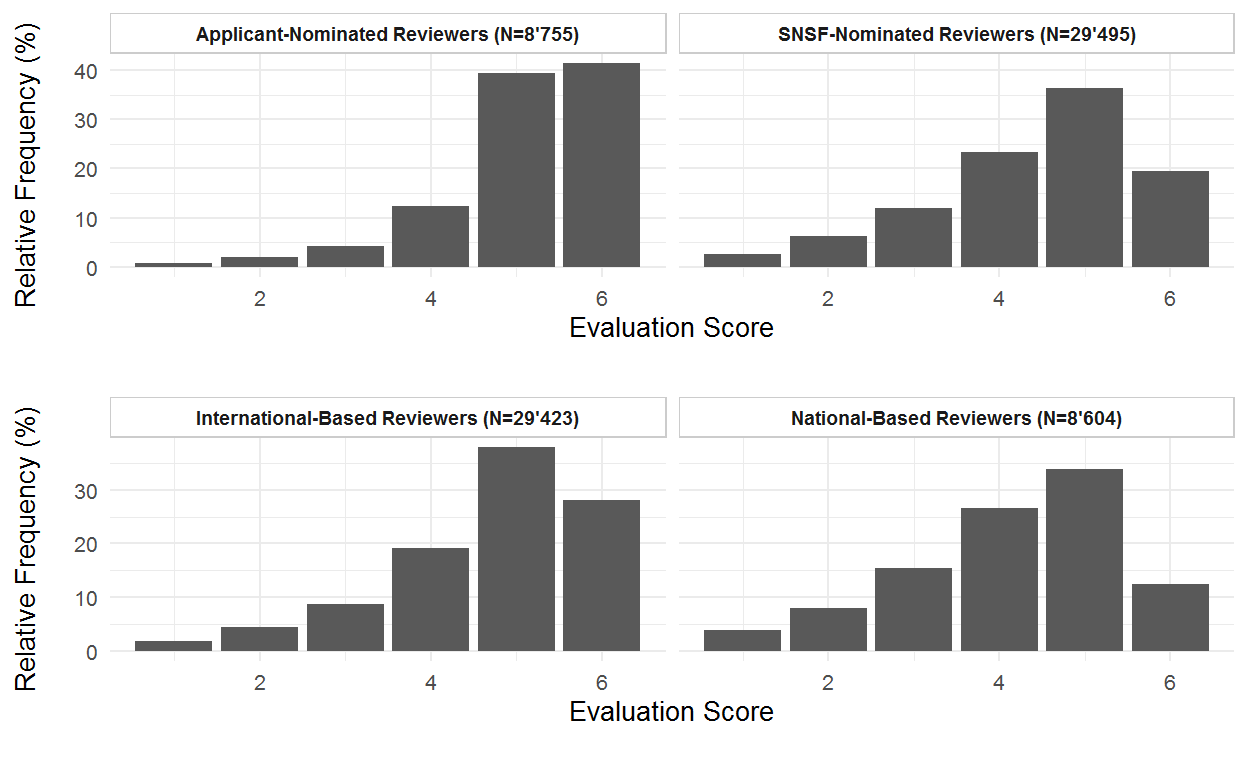 Applicant-Nominated Reviewers (N=8'755)
SNSF-Nominated Reviewers (N=29'495)
Relative Frequency (%)
40
30
20
10
0
2
4
6
2
4
6
Evaluation Score
International-Based Reviewers (N=29'423)
National-Based Reviewers (N=8'604)
Relative Frequency (%)
30
20
10
0
2
4
6
2
4
6
Evaluation Score